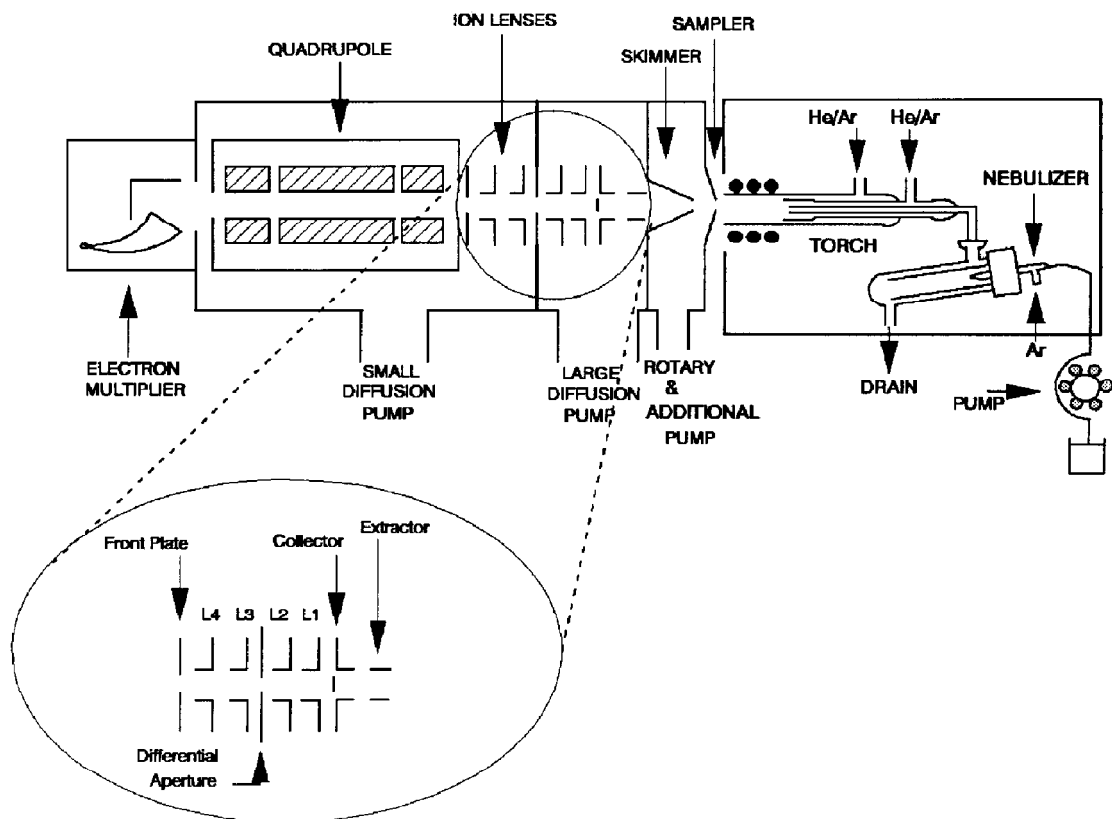 ION LENSES
SAMPLER
QUADRUPOLE
SKIMMER
He/Ar
He/Ar
NEBULIZER
TORCH
Ar
ELECTRON
MULTIPLIER
SMALL
DIFFUSION
PUMP
LARGE
DIFFUSION
PUMP
ROTARY
&
ADDITIONAL
PUMP
DRAIN
PUMP
Front Plate
Collector
Extractor
L4
L3
L2
L1
Differential
Aperture